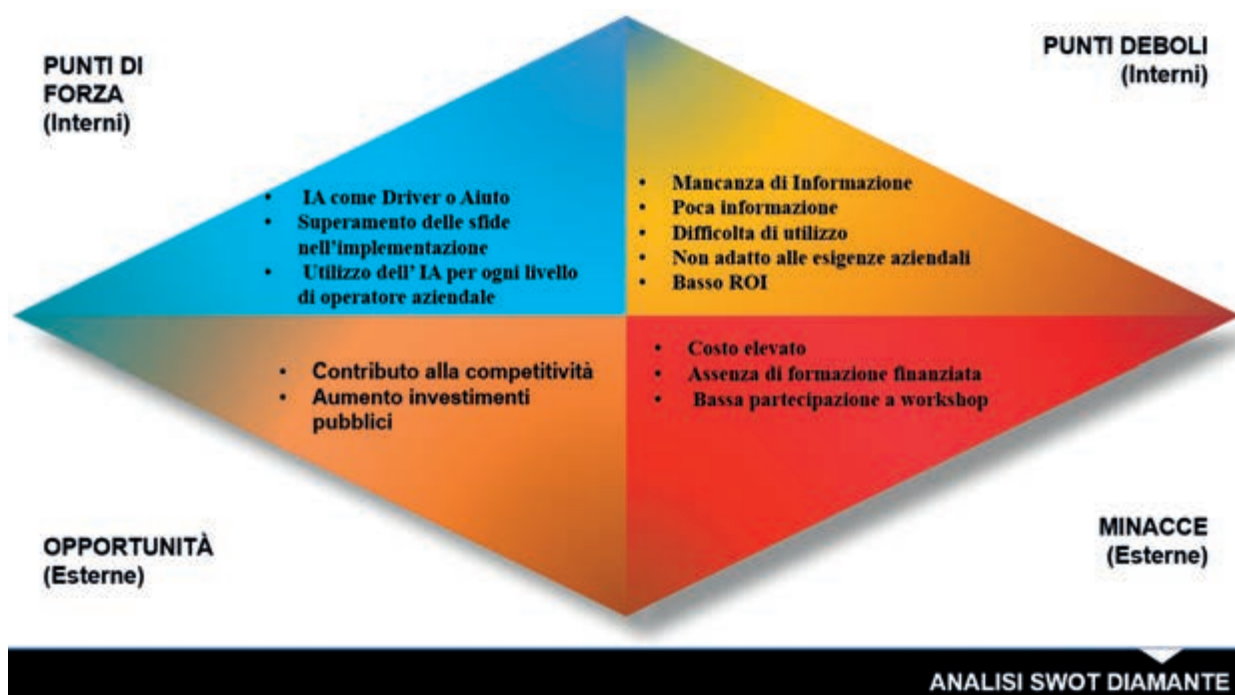 PUNTI DI
FORZA
(Interni)
PUNTI DEBOLI
(Interni)
• IA come Driver o Aiuto
• Superamento delle sfide
nell'implementazione
• Utilizzo dell' IA per ogni livello
di operatore aziendale
• Mancanza di Informazione
• Poca informazione
• Difficolta di utilizzo
• Non adatto alle esigenze aziendali
• Basso ROI
• Contributo alla competitività
• Aumento investimenti
pubblici
• Costo elevato
• Assenza di formazione finanziata
• Bassa partecipazione a workshop
OPPORTUNITÀ
(Esterne)
MINACCE
(Esterne)
ANALISI SWOT DIAMANTE